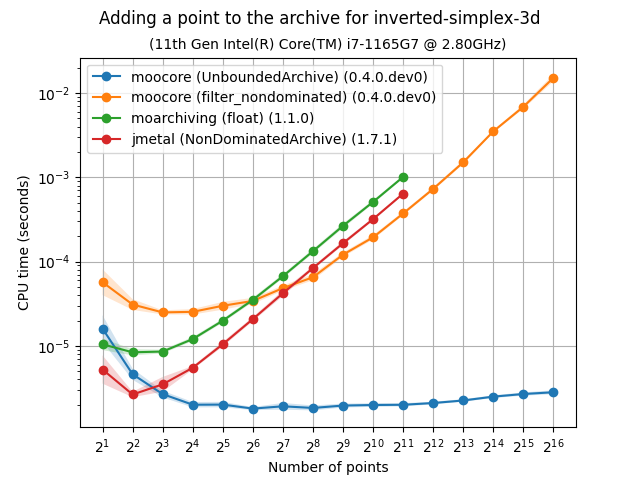 Adding a point to the archive for inverted-simplex-3d
(11th Gen Intel(R) Core(TM) i7-1165G7 @ 2.80GHz)
moocore (UnboundedArchive) (0.4.0.dev0)
moocore (filter_nondominated) (0.4.0.dev0)
moarchiving (float) (1.1.0)
jmetal (NonDominatedArchive) (1.7.1)
CPU time (seconds)
10⁻²
10⁻³
10⁻⁴
10⁻⁵
2¹ 2² 2³ 2⁴ 2⁵ 2⁶ 2⁷ 2⁸ 2⁹ 2¹⁰ 2¹¹ 2¹² 2¹³ 2¹⁴ 2¹⁵ 2¹⁶
Number of points